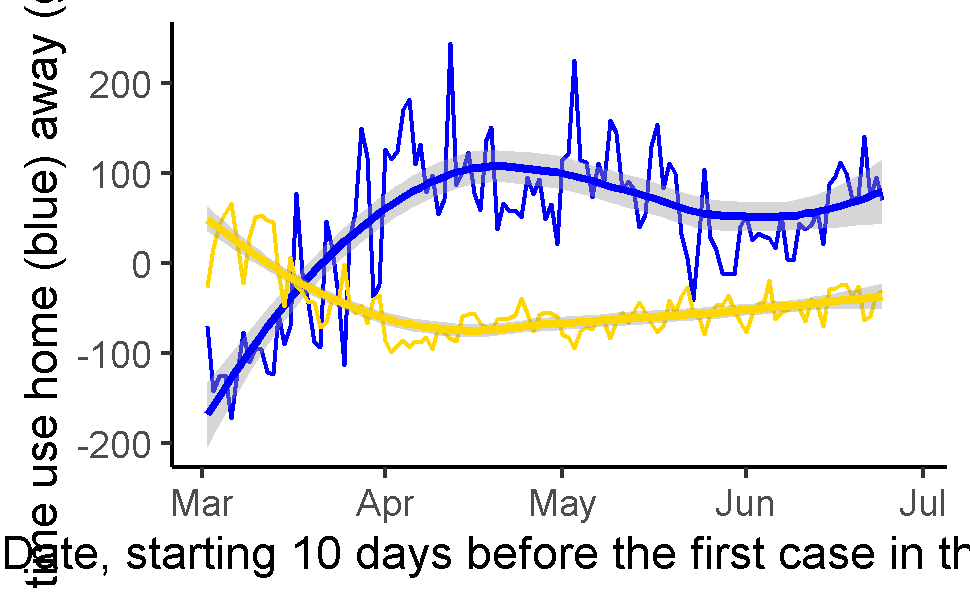 time use home (blue) away (
200
100
0
-100
-200
Mar Apr May Jun Jul
Date, starting 10 days before the first case in th